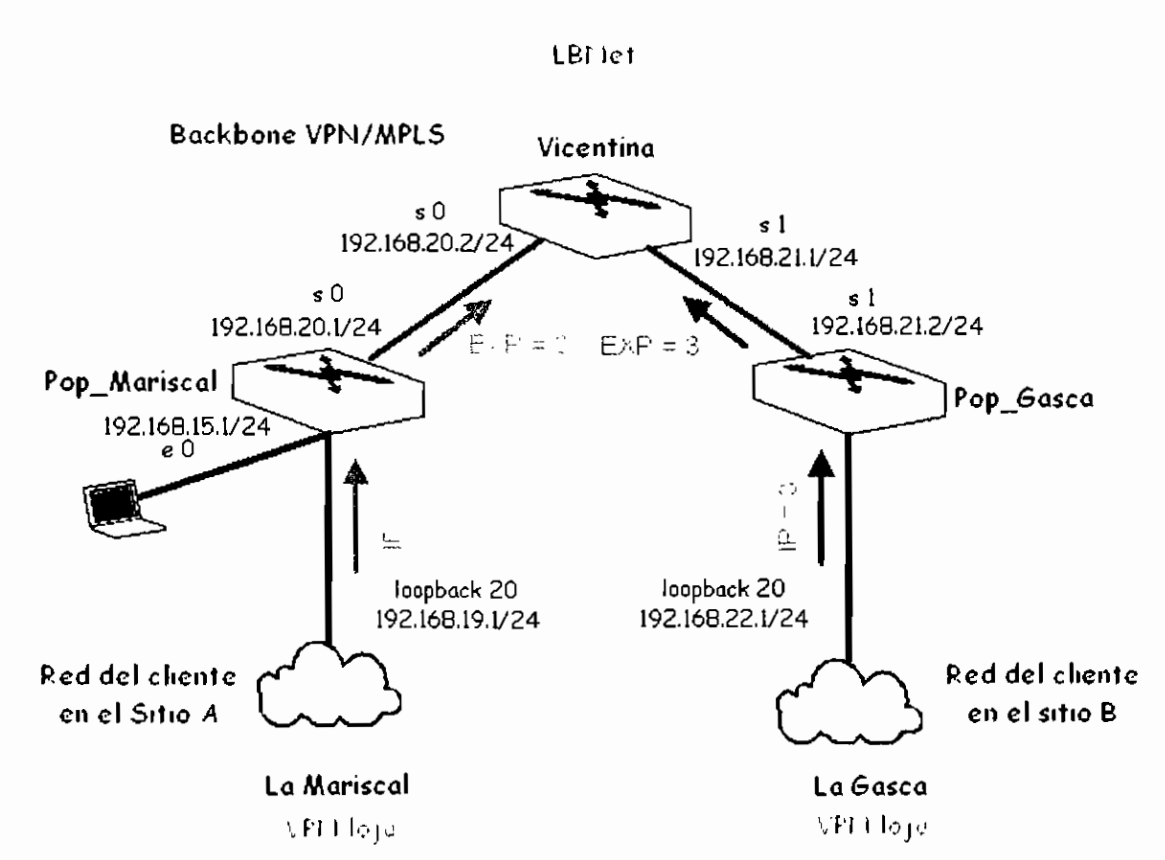 Backbone VPN/MPLS
Vicentina
s 0
192.168.20.2/24
s 1
192.168.21.1/24
s 0
192.168.20.1/24
s 1
192.168.21.2/24
EXP = 3
Pop_Mariscal
Pop_Gasca
192.168.15.1/24
e 0
loopback 20
192.168.19.1/24
loopback 20
192.168.22.1/24
Red del cliente
en el Sitio A
Red del cliente
en el sitio B
La Mariscal
La Gasca